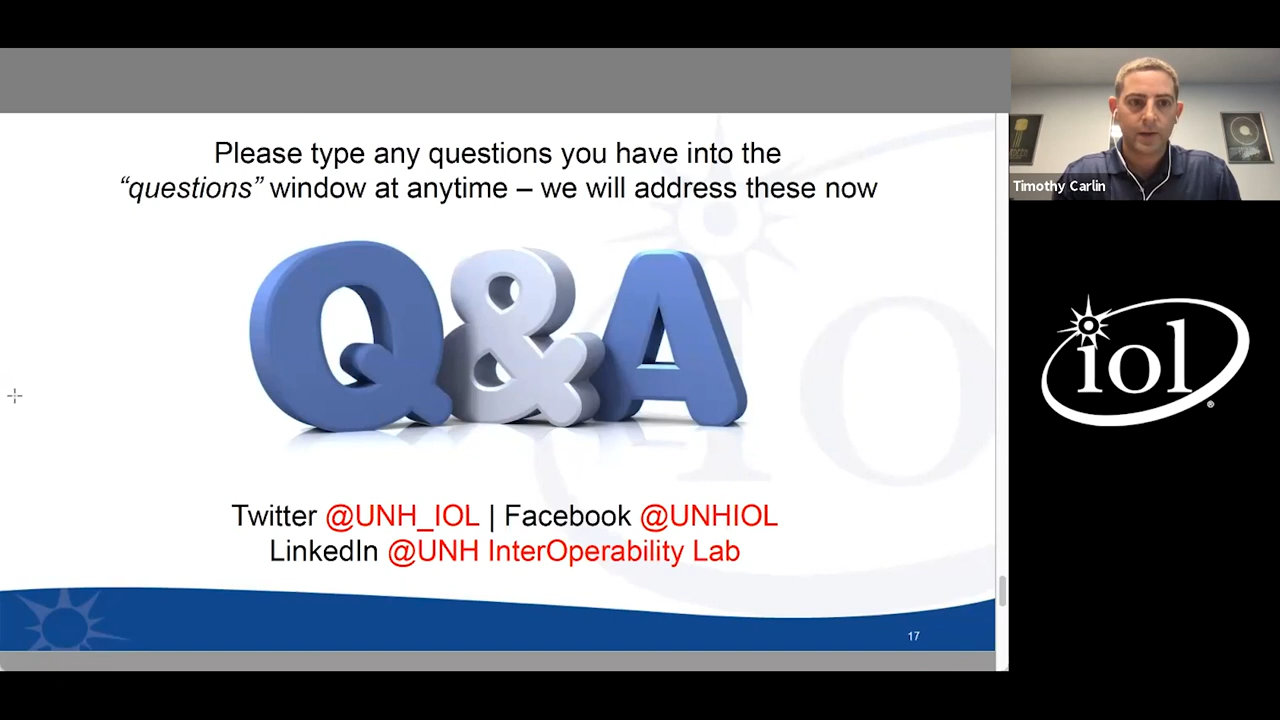 Please type any questions you have into the
“questions” window at anytime – we will address these now
Q&A
Twitter @UNH_IOL | Facebook @UNHIOL
LinkedIn @UNH InterOperability Lab
17
Timothy Carlin
iol
®